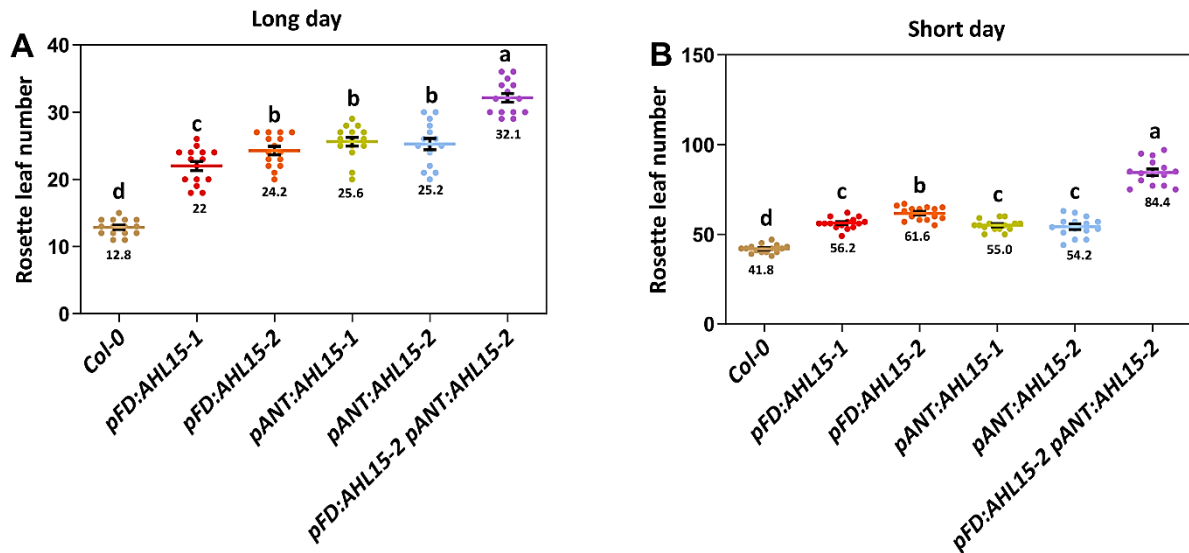 Long day
A
Rosette leaf number
40
30
20
10
0
d
c
b
b
b
a
12.8
22
24.2
25.6
25.2
32.1
Col-0
pFD:AHL15-1
pFD:AHL15-2
pANT:AHL15-1
pANT:AHL15-2
pFD:AHL15-2 pANT:AHL15-2
Short day
B
Rosette leaf number
150
100
50
0
d
c
b
c
c
a
41.8
56.2
61.6
55.0
54.2
84.4
Col-0
pFD:AHL15-1
pFD:AHL15-2
pANT:AHL15-1
pANT:AHL15-2
pFD:AHL15-2 pANT:AHL15-2